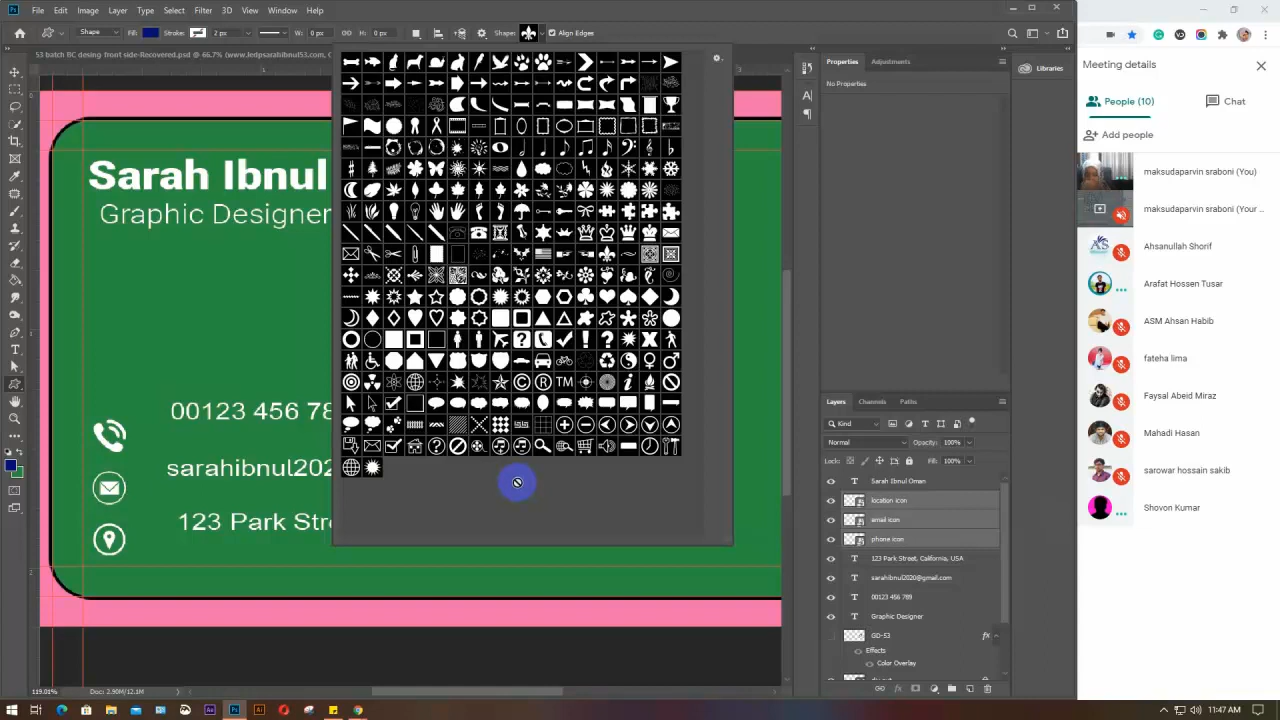 File Edit Image Layer Type Select Filter 3D View Window Help
Shape Fill: Stroke: 2 px W: 0 px H: 0 px Shape: Align Edges
53 batch BC desing-front side-Recovered.psd @ 66.7% (www.ledpsarahibnul53.com,
Properties Adjustments
No Properties
Libraries
Sarah Ibnul
Graphic Designer
00123 456 78
sarahibnul202
123 Park Stre
TM
Layers Channels Paths
Kind
Normal Opacity: 100%
Lock: Fill: 100%
Sarah Ibnul Oman
location icon
email icon
phone icon
123 Park Street, California, USA
sarahibnul2020@gmail.com
00123 456 789
Graphic Designer
GD-53 fx
Effects
Color Overlay
119.01% Doc: 2.90M/12.1M
Meeting details
People (10) Chat
Add people
maksudaparvin sraboni (You)
maksudaparvin sraboni (Your ...
Ahsanullah Shorif
Arafat Hossen Tusar
ASM Ahsan Habib
fateha lima
Faysal Abeid Miraz
Mahadi Hasan
sarowar hossain sakib
Shovon Kumar
11:47 AM